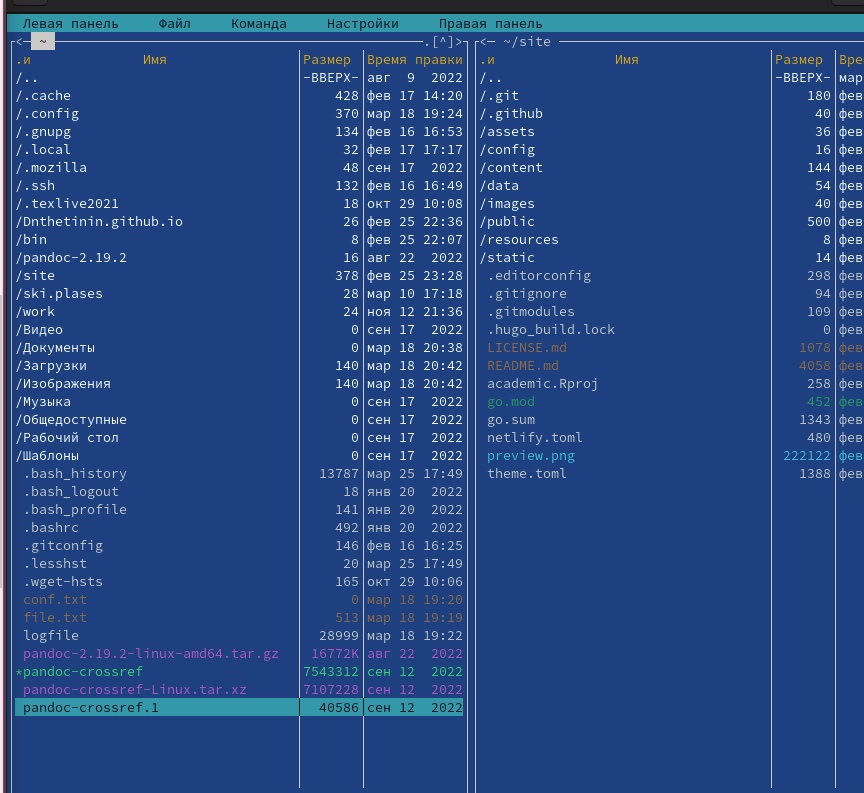 Левая панель Файл Команда Настройки Правая панель
<─ ~ .[^]>
.и Имя Размер Время правки
/.. -ВВЕРХ- авг 9 2022
/.cache 428 фев 17 14:20
/.config 370 мар 18 19:24
/.gnupg 134 фев 16 16:53
/.local 32 фев 17 17:17
/.mozilla 48 сен 17 2022
/.ssh 132 фев 16 16:49
/.texlive2021 18 окт 29 10:08
/Dnthetinin.github.io 26 фев 25 22:36
/bin 8 фев 25 22:07
/pandoc-2.19.2 16 авг 22 2022
/site 378 фев 25 23:28
/ski.plases 28 мар 10 17:18
/work 24 ноя 12 21:36
/Видео 0 сен 17 2022
/Документы 0 мар 18 20:38
/Загрузки 140 мар 18 20:42
/Изображения 140 мар 18 20:42
/Музыка 0 сен 17 2022
/Общедоступные 0 сен 17 2022
/Рабочий стол 0 сен 17 2022
/Шаблоны 0 сен 17 2022
.bash_history 13787 мар 25 17:49
.bash_logout 18 янв 20 2022
.bash_profile 141 янв 20 2022
.bashrc 492 янв 20 2022
.gitconfig 146 фев 16 16:25
.lesshst 20 мар 25 17:49
.wget-hsts 165 окт 29 10:06
conf.txt 0 мар 18 19:20
file.txt 513 мар 18 19:19
logfile 28999 мар 18 19:22
pandoc-2.19.2-linux-amd64.tar.gz 16772K авг 22 2022
*pandoc-crossref 7543312 сен 12 2022
pandoc-crossref-Linux.tar.xz 7107228 сен 12 2022
pandoc-crossref.1 40586 сен 12 2022
<─ ~/site
.и Имя Размер Вре
/.. -ВВЕРХ- мар
/.git 180 фев
/.github 40 фев
/assets 36 фев
/config 16 фев
/content 144 фев
/data 54 фев
/images 40 фев
/public 500 фев
/resources 8 фев
/static 14 фев
.editorconfig 298 фев
.gitignore 94 фев
.gitmodules 109 фев
.hugo_build.lock 0 фев
LICENSE.md 1078 фев
README.md 4058 фев
academic.Rproj 258 фев
go.mod 452 фев
go.sum 1343 фев
netlify.toml 480 фев
preview.png 222122 фев
theme.toml 1388 фев